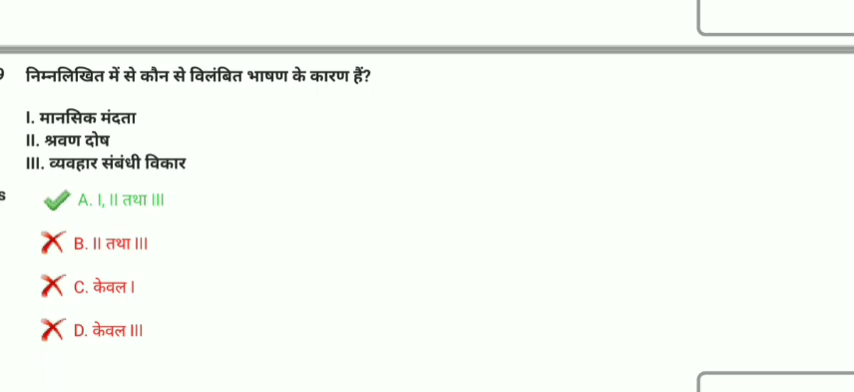 निम्नलिखित में से कौन से विलंबित भाषण के कारण हैं?
I. मानसिक मंदता
II. श्रवण दोष
III. व्यवहार संबंधी विकार
A. I, II तथा III
B. II तथा III
C. केवल I
D. केवल III